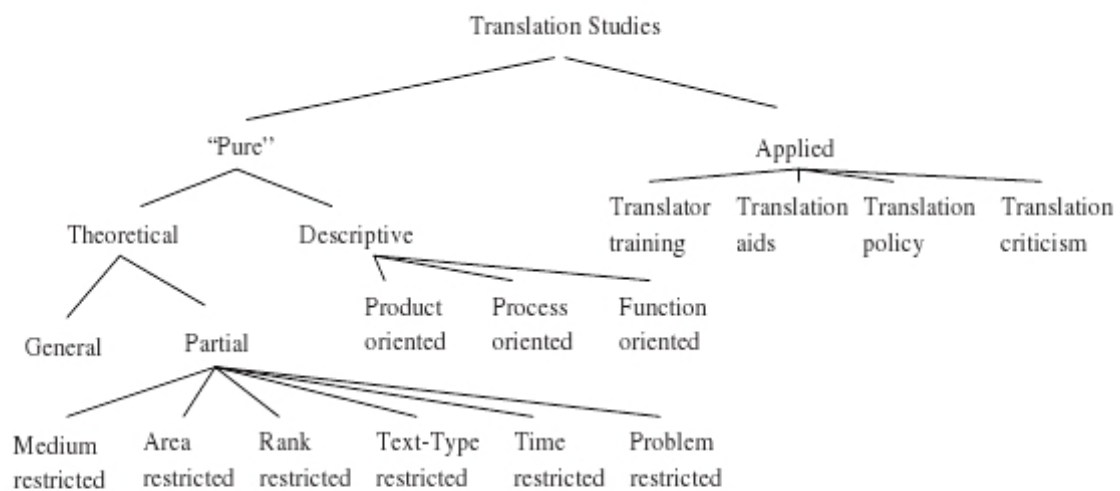 Translation Studies
“Pure”
Applied
Translator training
Translation aids
Translation policy
Translation criticism
Theoretical
Descriptive
Product oriented
Process oriented
Function oriented
General
Partial
Medium restricted
Area restricted
Rank restricted
Text-Type restricted
Time restricted
Problem restricted